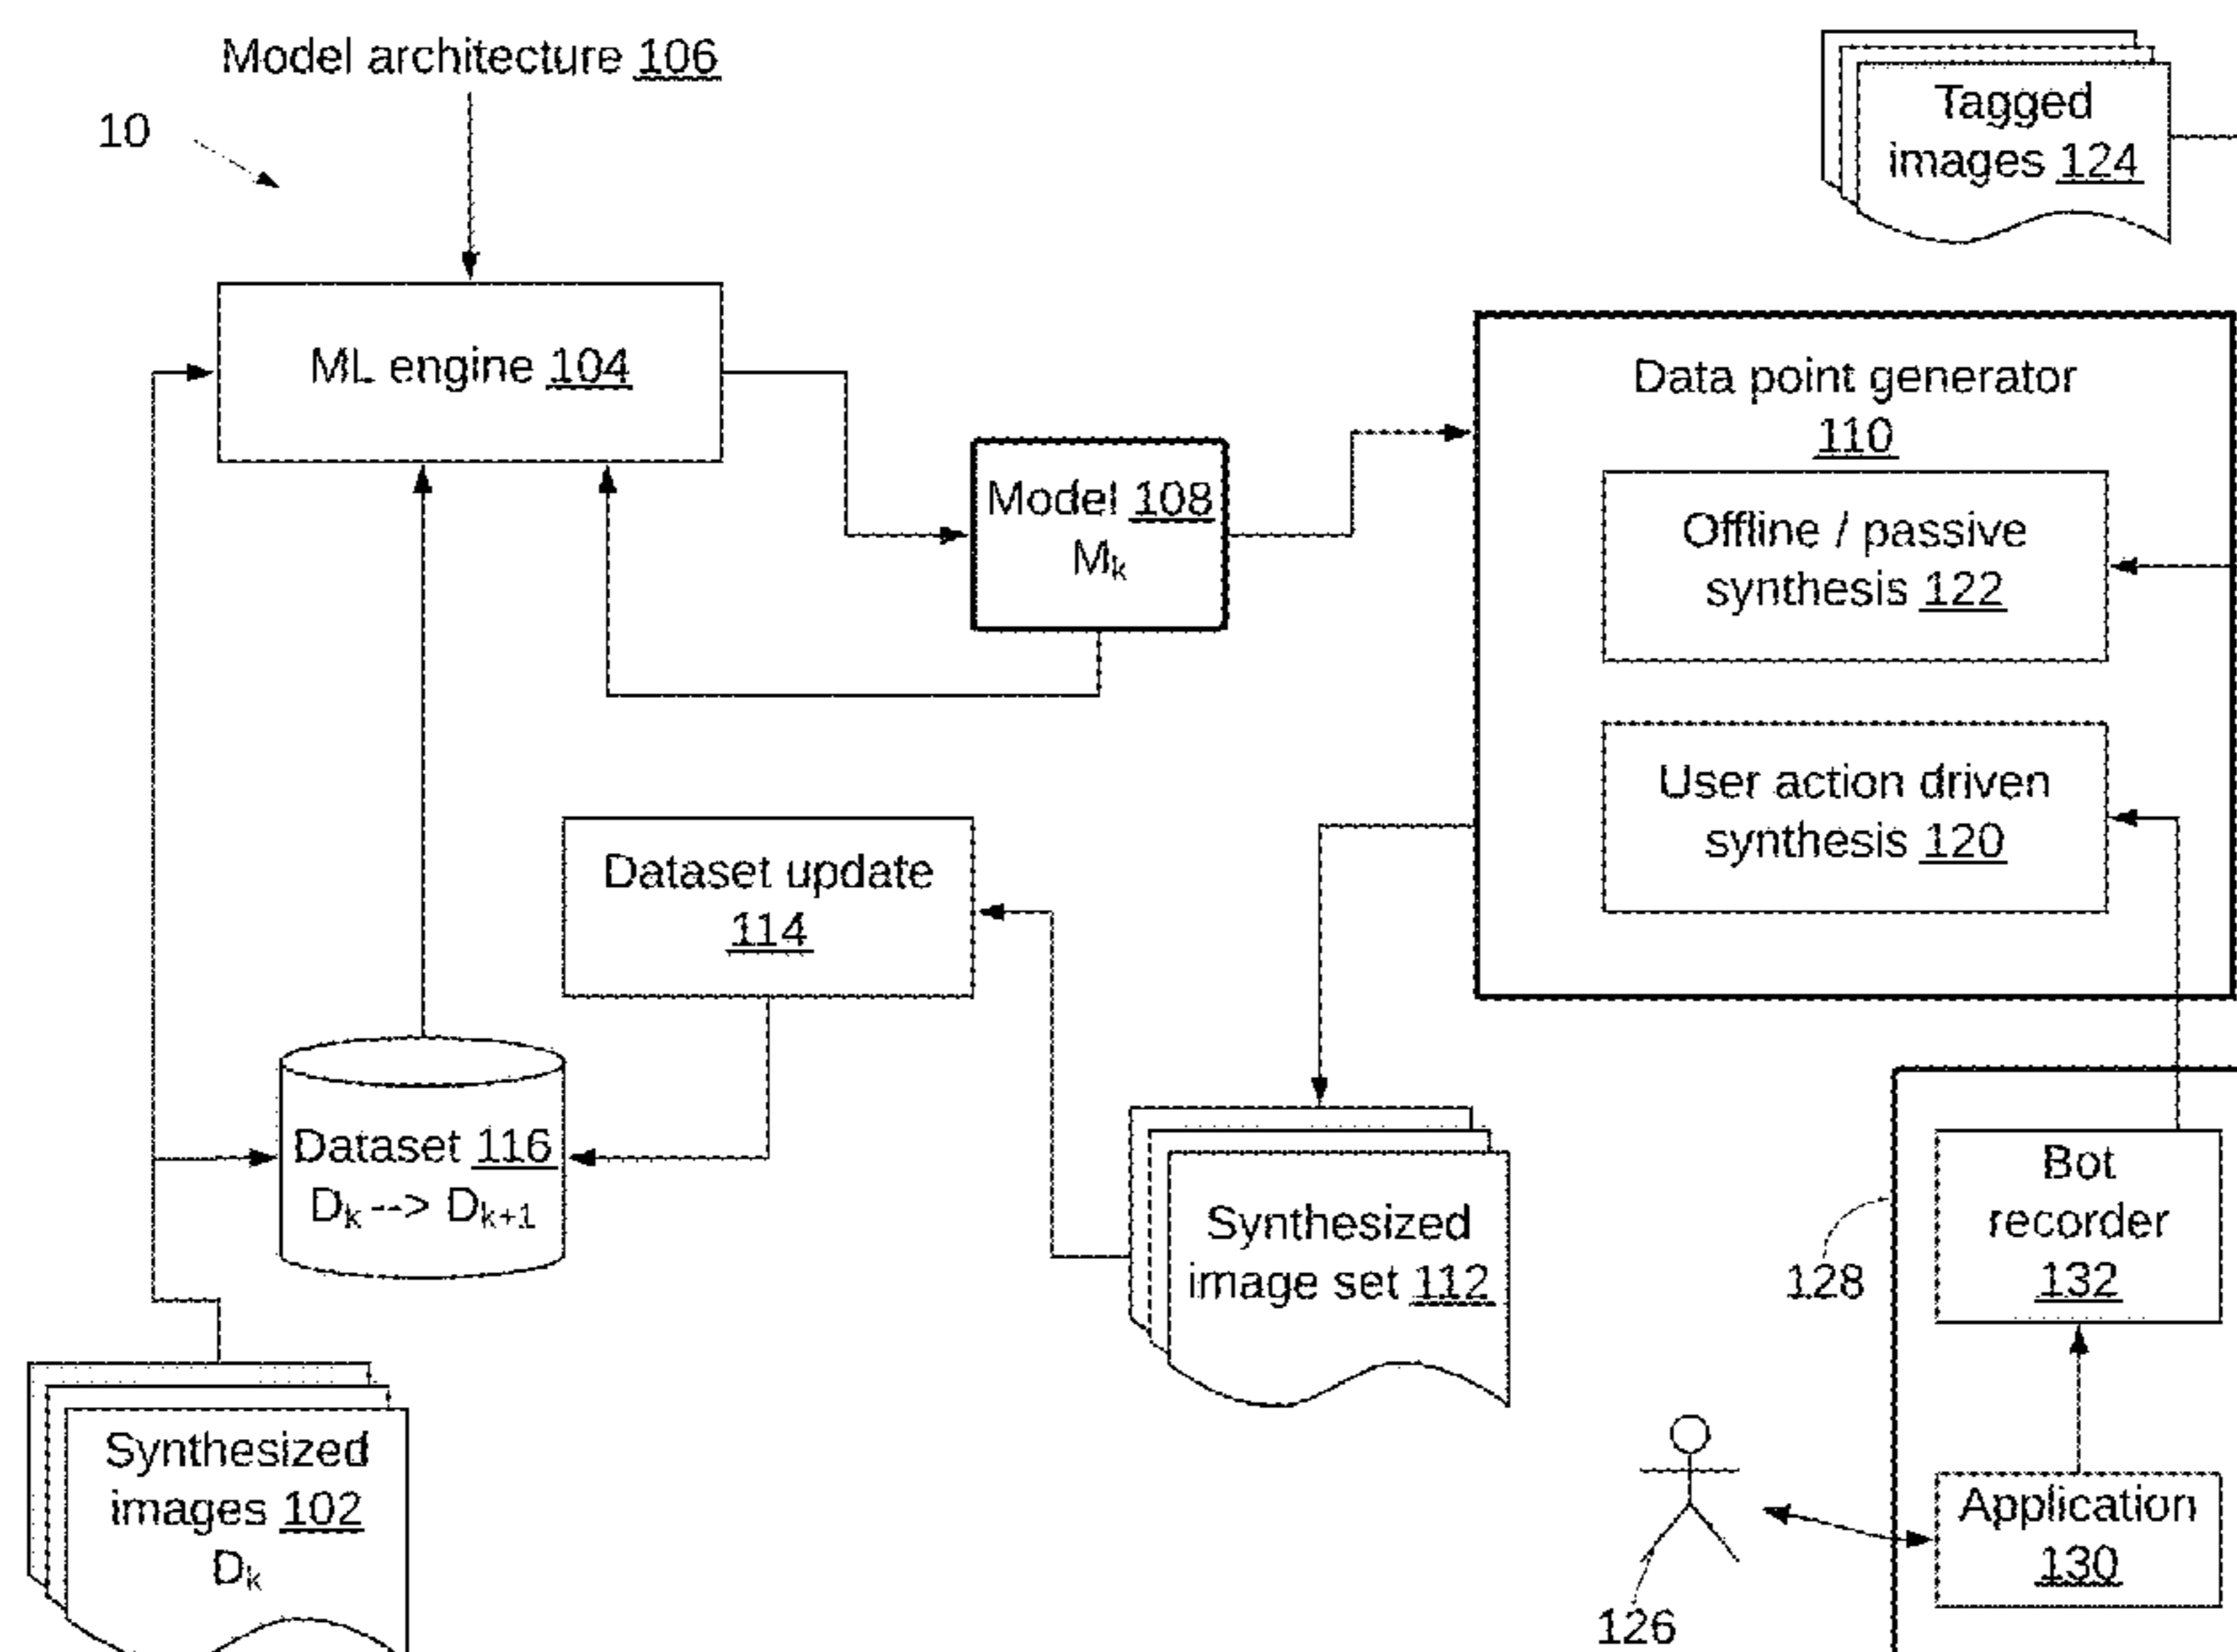 Model architecture 106
10
Tagged
images 124
ML engine 104
Data point generator
110
Model 108
Mk
Offline / passive
synthesis 122
User action driven
synthesis 120
Dataset update
114
Dataset 116
Dk --> Dk+1
Synthesized
image set 112
Bot
recorder
132
128
Synthesized
images 102
Dk
Application
130
126